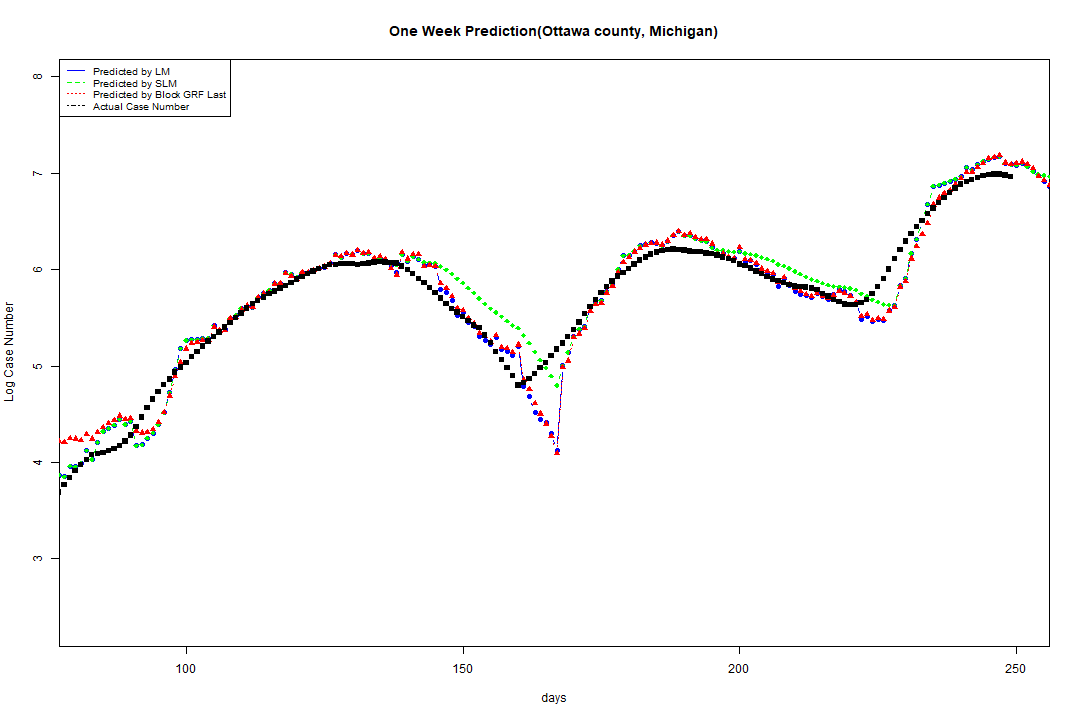 One Week Prediction(Ottawa county, Michigan)
Predicted by LM
Predicted by SLM
Predicted by Block GRF Last
Actual Case Number
8
7
6
5
4
3
Log Case Number
100
150
200
250
days